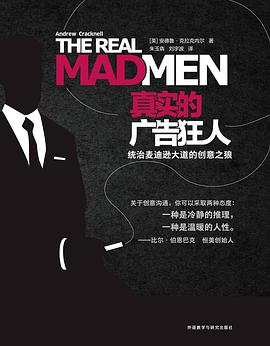 Andrew Cracknell
[英] 安德鲁·克拉克内尔 著
朱玉犇 刘宇波 译
THE REAL
MADMEN
真实的
广告狂人
统治麦迪逊大道的创意之狼
关于创意沟通，你可以采取两种态度：
一种是冷静的推理，
一种是温暖的人性。
——比尔·伯恩巴克 恒美创始人
外语教学与研究出版社